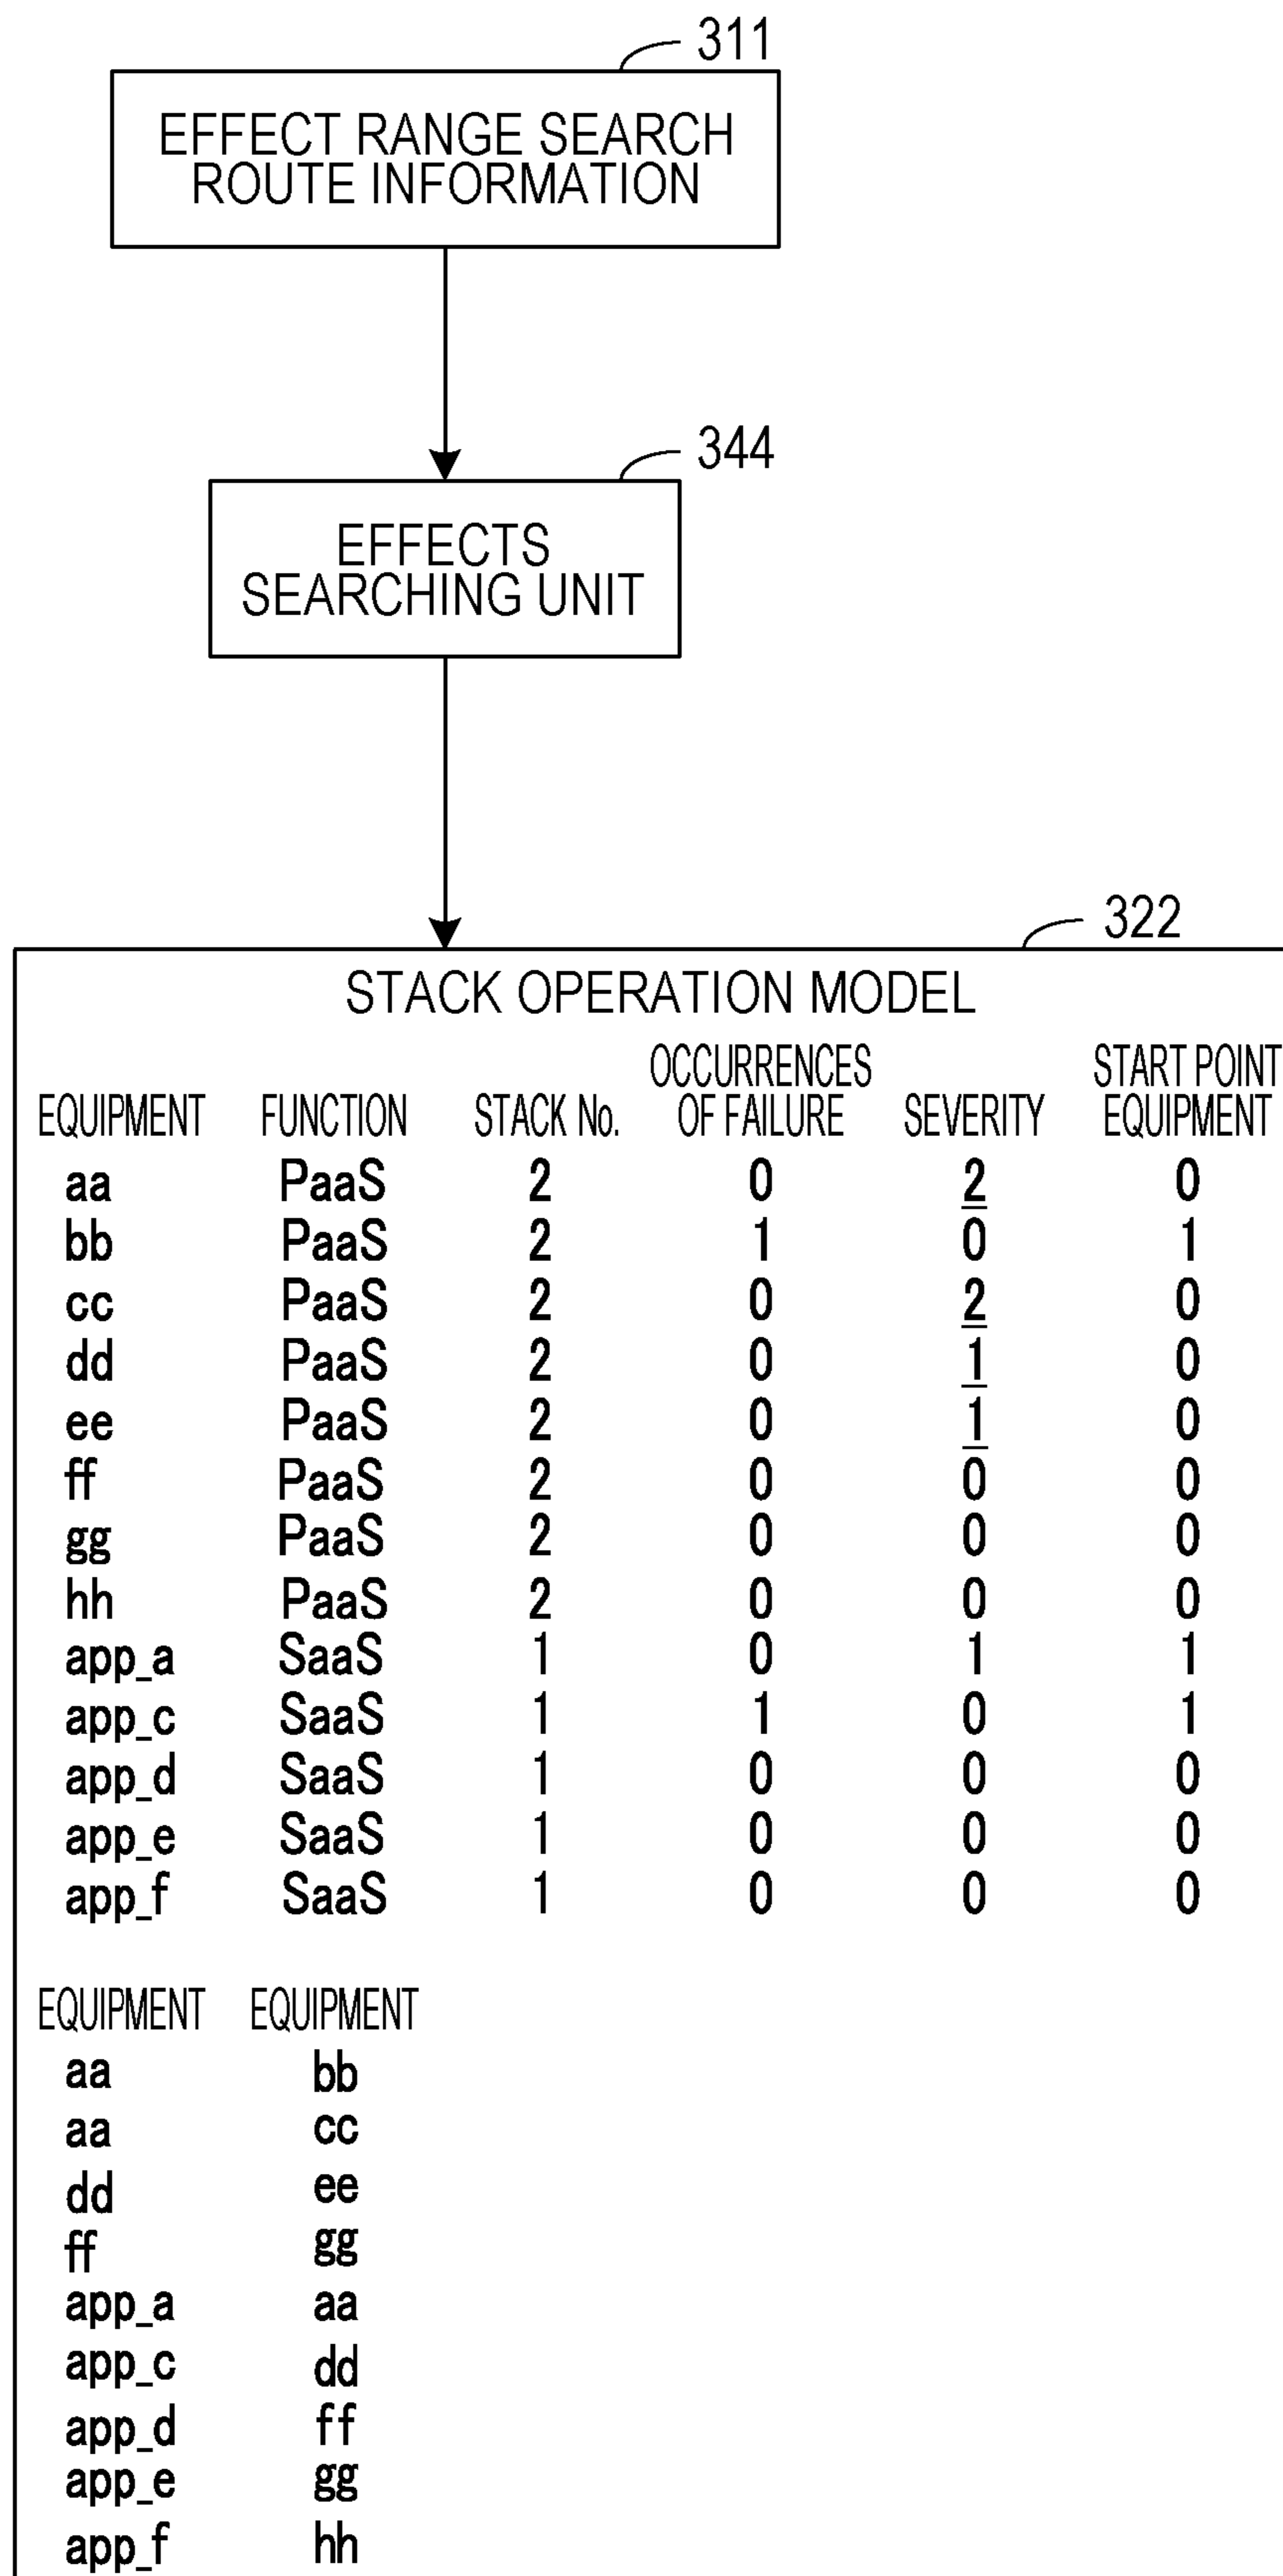 311
EFFECT RANGE SEARCH
ROUTE INFORMATION
344
EFFECTS
SEARCHING UNIT
322
STACK OPERATION MODEL
EQUIPMENT FUNCTION STACK No. OCCURRENCES OF FAILURE SEVERITY START POINT EQUIPMENT
aa PaaS 2 0 2 0
bb PaaS 2 1 0 1
cc PaaS 2 0 2 0
dd PaaS 2 0 1 0
ee PaaS 2 0 1 0
ff PaaS 2 0 0 0
gg PaaS 2 0 0 0
hh PaaS 2 0 0 0
app_a SaaS 1 0 1 1
app_c SaaS 1 1 0 1
app_d SaaS 1 0 0 0
app_e SaaS 1 0 0 0
app_f SaaS 1 0 0 0
EQUIPMENT EQUIPMENT
aa bb
aa cc
dd ee
ff gg
app_a aa
app_c dd
app_d ff
app_e gg
app_f hh